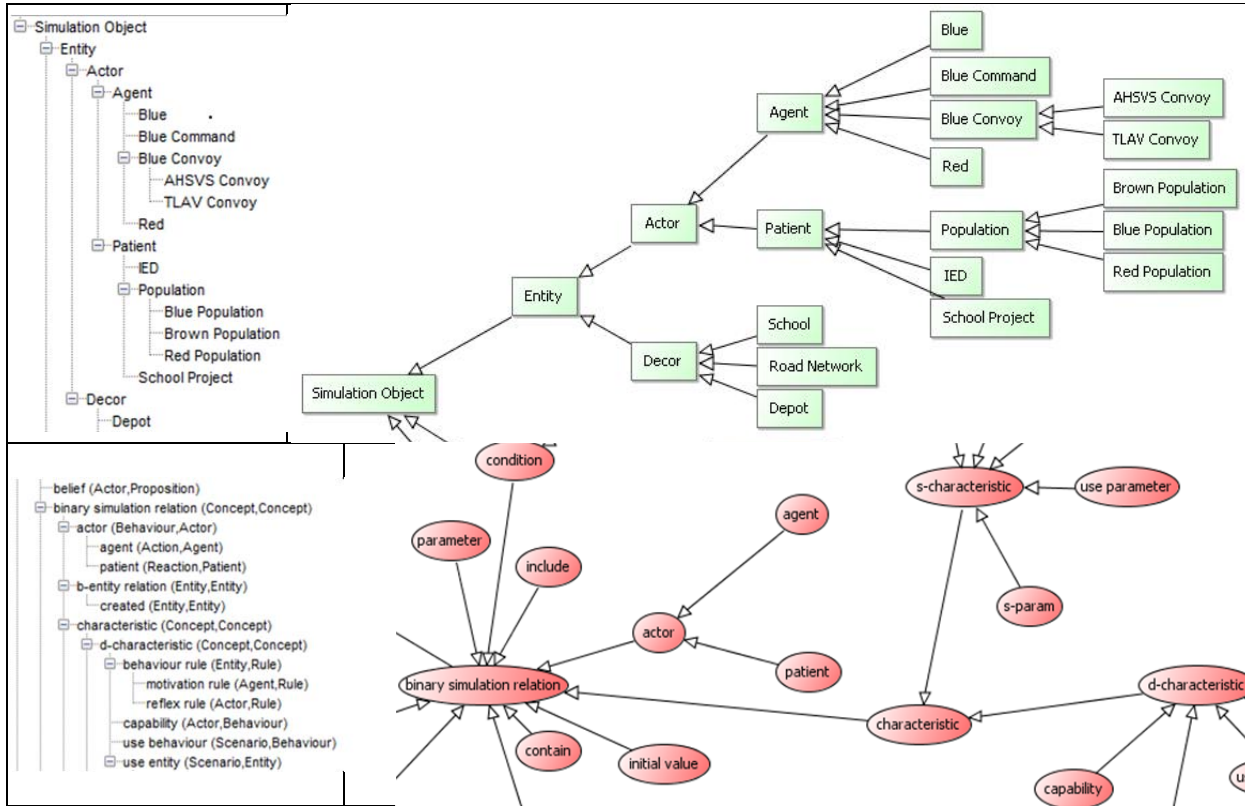 Simulation Object
Entity
Actor
Agent
Blue
Blue Command
Blue Convoy
AHSVS Convoy
TLAV Convoy
Red
Patient
IED
Population
Blue Population
Brown Population
Red Population
School Project
Decor
Depot
Blue
Blue Command
Agent
Blue Convoy
AHSVS Convoy
TLAV Convoy
Red
Brown Population
Actor
Patient
Population
Blue Population
IED
Red Population
Entity
School Project
School
Decor
Road Network
Simulation Object
Depot
belief (Actor,Proposition)
binary simulation relation (Concept,Concept)
actor (Behaviour,Actor)
agent (Action,Agent)
patient (Reaction,Patient)
b-entity relation (Entity,Entity)
created (Entity,Entity)
characteristic (Concept,Concept)
d-characteristic (Concept,Concept)
behaviour rule (Entity,Rule)
motivation rule (Agent,Rule)
reflex rule (Actor,Rule)
capability (Actor,Behaviour)
use behaviour (Scenario,Behaviour)
use entity (Scenario,Entity)
condition
s-characteristic
use parameter
agent
parameter
include
s-param
actor
patient
binary simulation relation
d-characteristic
characteristic
contain
initial value
capability
u